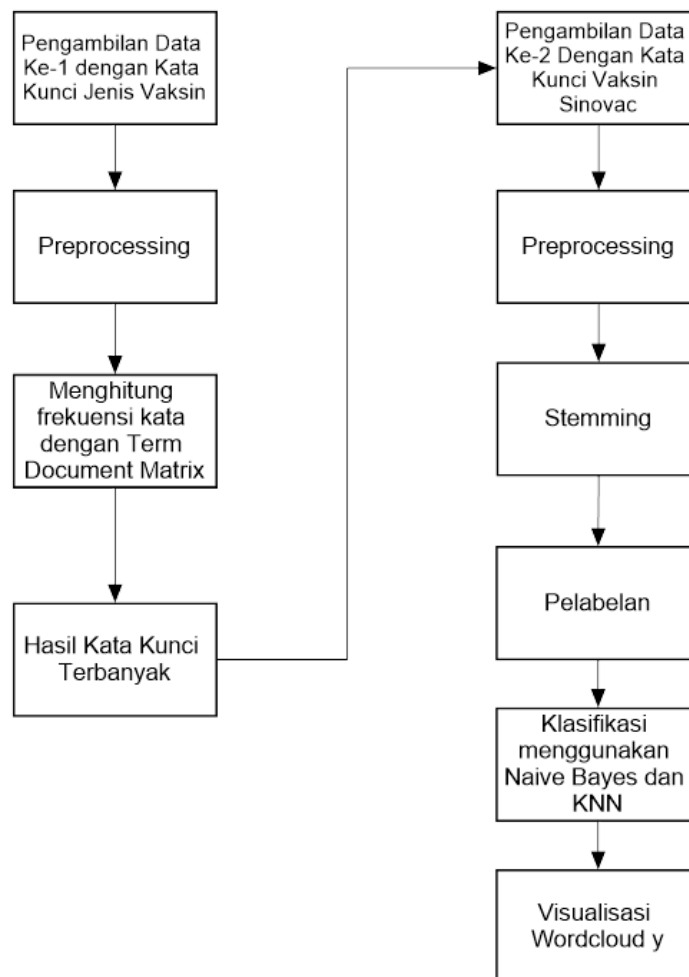 Pengambilan Data
Ke-1 dengan Kata
Kunci Jenis Vaksin
Preprocessing
Menghitung
frekuensi kata
dengan Term
Document Matrix
Hasil Kata Kunci
Terbanyak
Pengambilan Data
Ke-2 Dengan Kata
Kunci Vaksin
Sinovac
Preprocessing
Stemming
Pelabelan
Klasifikasi
menggunakan
Naive Bayes dan
KNN
Visualisasi
Wordcloud y